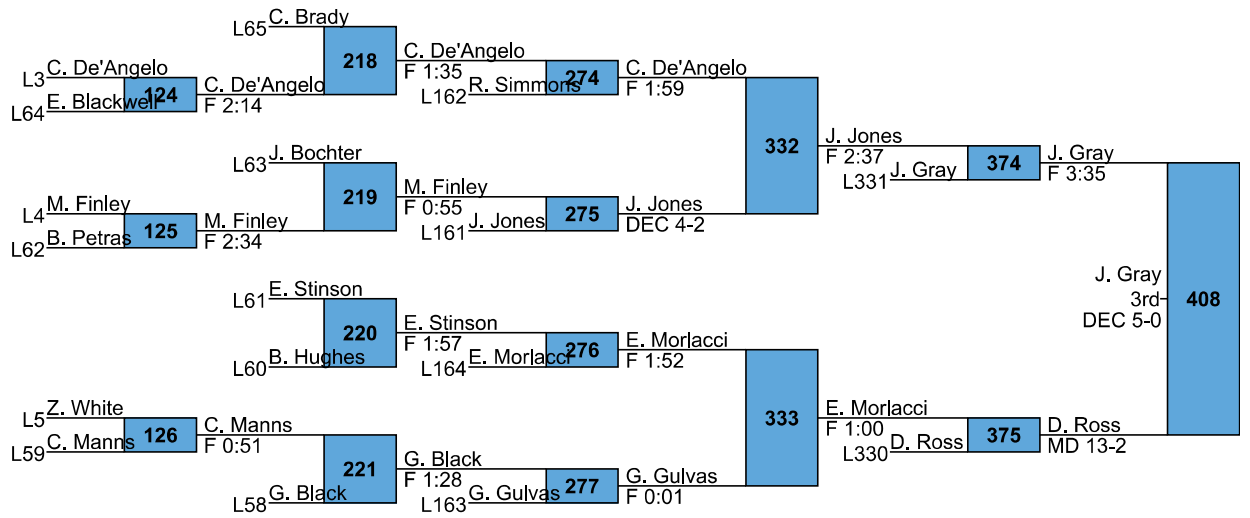 C. Brady
L65
218
C. De'Angelo
F 1:35
L3
C. De'Angelo
124
C. De'Angelo
F 2:14
L64
E. Blackwell
274
L162
R. Simmons
C. De'Angelo
F 1:59
332
J. Jones
F 2:37
L63
J. Bochter
219
M. Finley
F 0:55
L4
M. Finley
125
M. Finley
F 2:34
L62
B. Petras
275
L161
J. Jones
J. Jones
DEC 4-2
374
L331
J. Gray
J. Gray
F 3:35
408
J. Gray
3rd
DEC 5-0
L61
E. Stinson
220
E. Stinson
F 1:57
L60
B. Hughes
276
L164
E. Morlacci
E. Morlacci
F 1:52
333
E. Morlacci
F 1:00
L5
Z. White
126
C. Manns
F 0:51
L59
C. Manns
221
G. Black
F 1:28
L58
G. Black
277
L163
G. Gulvas
G. Gulvas
F 0:01
375
L330
D. Ross
D. Ross
MD 13-2